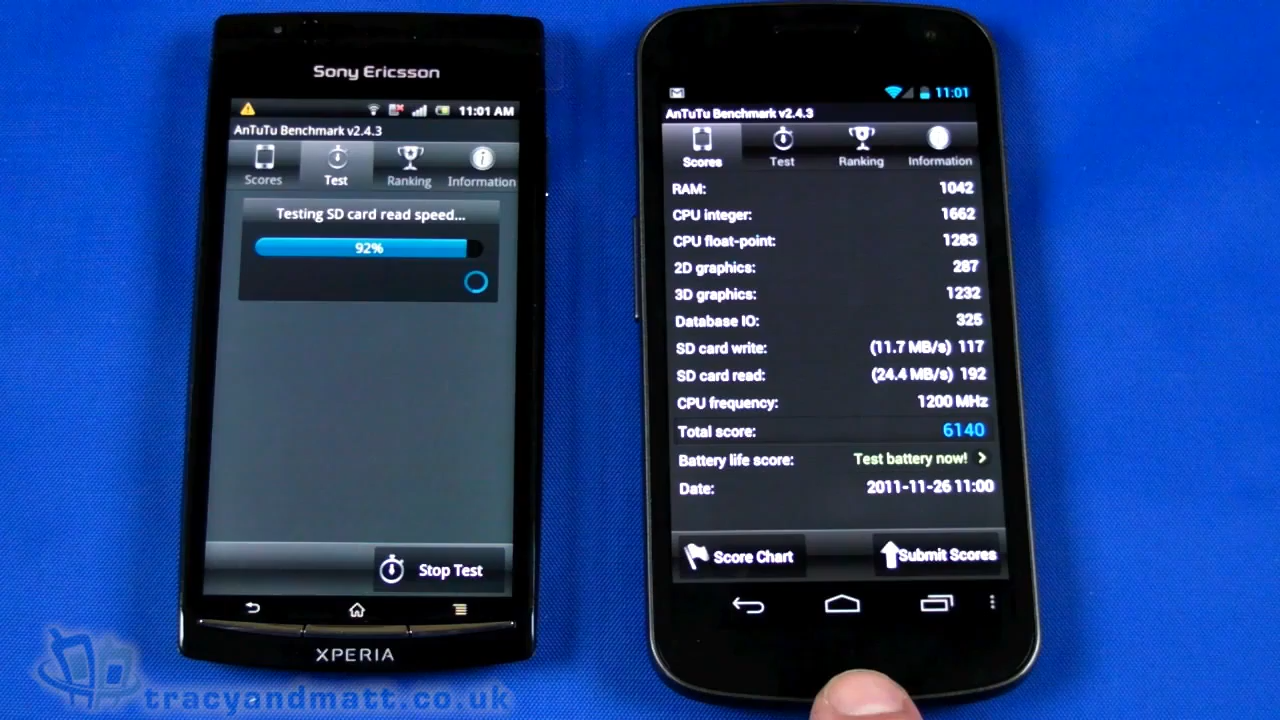 Sony Ericsson
11:01 AM
AnTuTu Benchmark v2.4.3
Scores Test Ranking Information
Testing SD card read speed...
92%
Stop Test
XPERIA
11:01
AnTuTu Benchmark v2.4.3
Scores Test Ranking Information
RAM: 1042
CPU integer: 1662
CPU float-point: 1283
2D graphics: 287
3D graphics: 1232
Database IO: 325
SD card write: (11.7 MB/s) 117
SD card read: (24.4 MB/s) 192
CPU frequency: 1200 MHz
Total score: 6140
Battery life score: Test battery now!
Date: 2011-11-26 11:00
Score Chart Submit Scores
tracyandmatt.co.uk